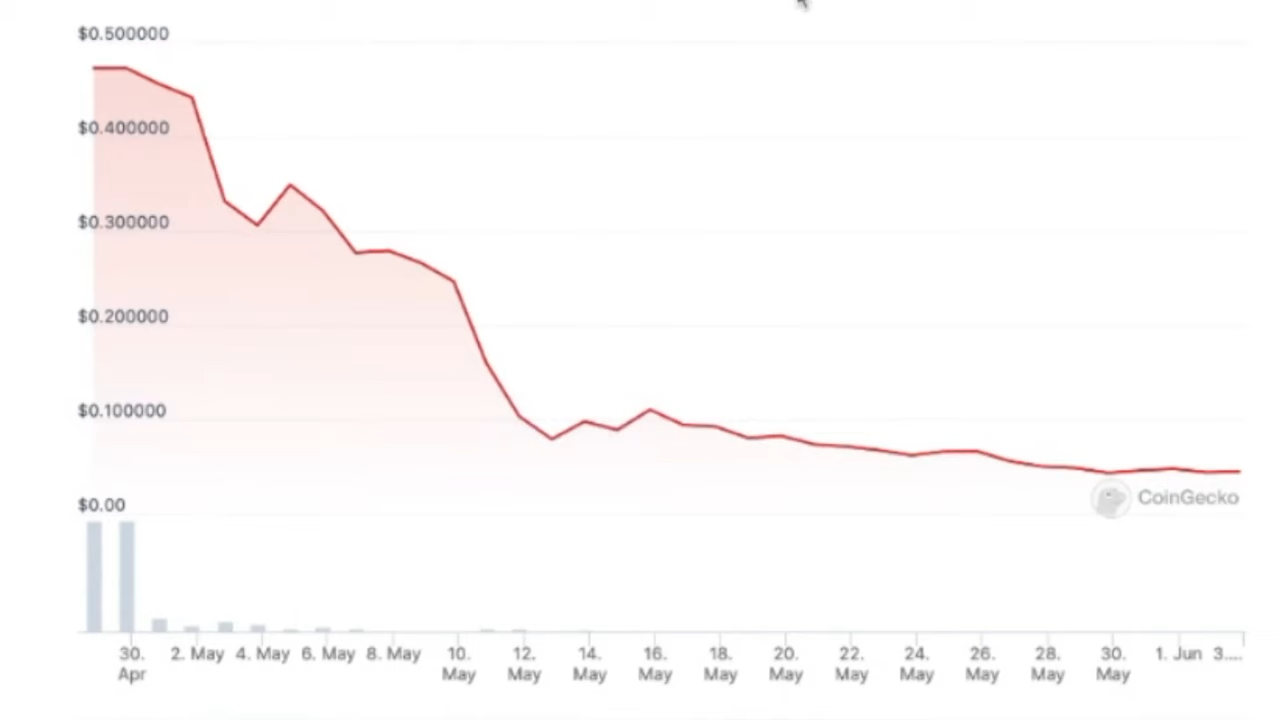 $0.500000
$0.400000
$0.300000
$0.200000
$0.100000
$0.00
CoinGecko
30. Apr
2. May
4. May
6. May
8. May
10. May
12. May
14. May
16. May
18. May
20. May
22. May
24. May
26. May
28. May
30. May
1. Jun
3....